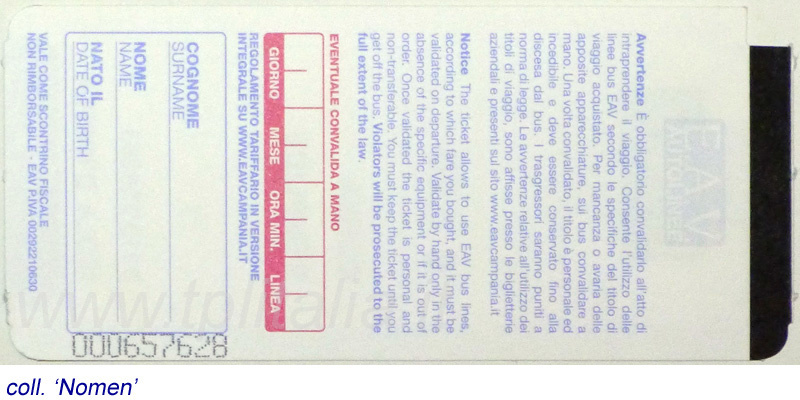 Avvertenze È obbligatorio convalidarlo all'atto di
intraprendere il viaggio. Consente l'utilizzo delle
linee bus EAV secondo le specifiche del titolo di
viaggio acquistato. Per mancanza o avaria delle
apposite apparecchiature, sui bus convalidare a
mano. Una volta convalidato, il titolo è personale ed
incedibile e deve essere conservato fino alla
discesa dal bus. I trasgressori saranno puniti a
norma di legge. Le avvertenze relative all'utilizzo dei
titoli di viaggio, sono affisse presso le biglietterie
aziendali e presenti sul sito www.eavcampania.it
Notice The ticket allows to use EAV bus lines,
according to which fare you bought, and it must be
validated on departure. Validate by hand only in the
absence of the specific equipment or if it is out of
order. Once validated the ticket is personal and
non-transferable. You must keep the ticket until you
get off the bus. Violators will be prosecuted to the
full extent of the law.
EVENTUALE CONVALIDA A MANO
GIORNO MESE ORA MIN. LINEA
REGOLAMENTO TARIFFARIO IN VERSIONE
INTEGRALE SU WWW.EAVCAMPANIA.IT
COGNOME
SURNAME
NOME
NAME
NATO IL
DATE OF BIRTH
VALE COME SCONTRINO FISCALE
NON RIMBORSABILE - EAV P.IVA 00292210630
000657628
EAV
www.tpitalia
coll. 'Nomen'